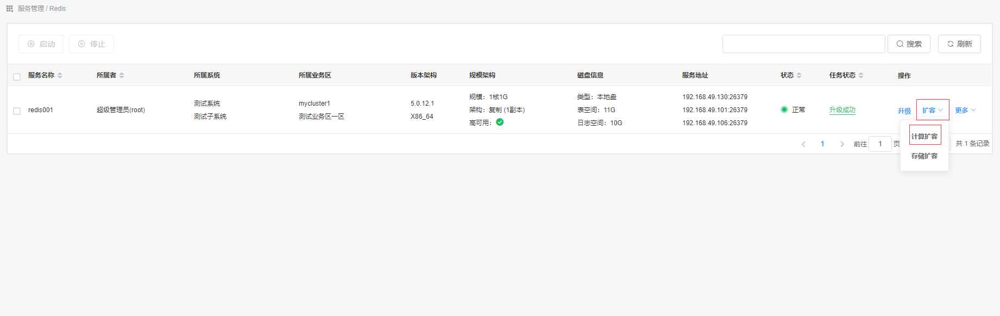 服务管理 / Redis
启动 停止 搜索 刷新
服务名称 所属者 所属系统 所属业务区 版本架构 规模架构 磁盘信息 服务地址 状态 任务状态 操作
redis001 超级管理员(root)
测试系统
测试子系统
mycluster1
测试业务区一区
5.0.12.1
X86_64
规模：1核1G
架构：复制 (1副本)
高可用：
类型：本地盘
表空间：11G
日志空间：10G
192.168.49.130:26379
192.168.49.101:26379
192.168.49.106:26379
正常 升级成功 升级 扩容 更多
计算扩容
存储扩容
1 前往 1 页 共 1 条记录